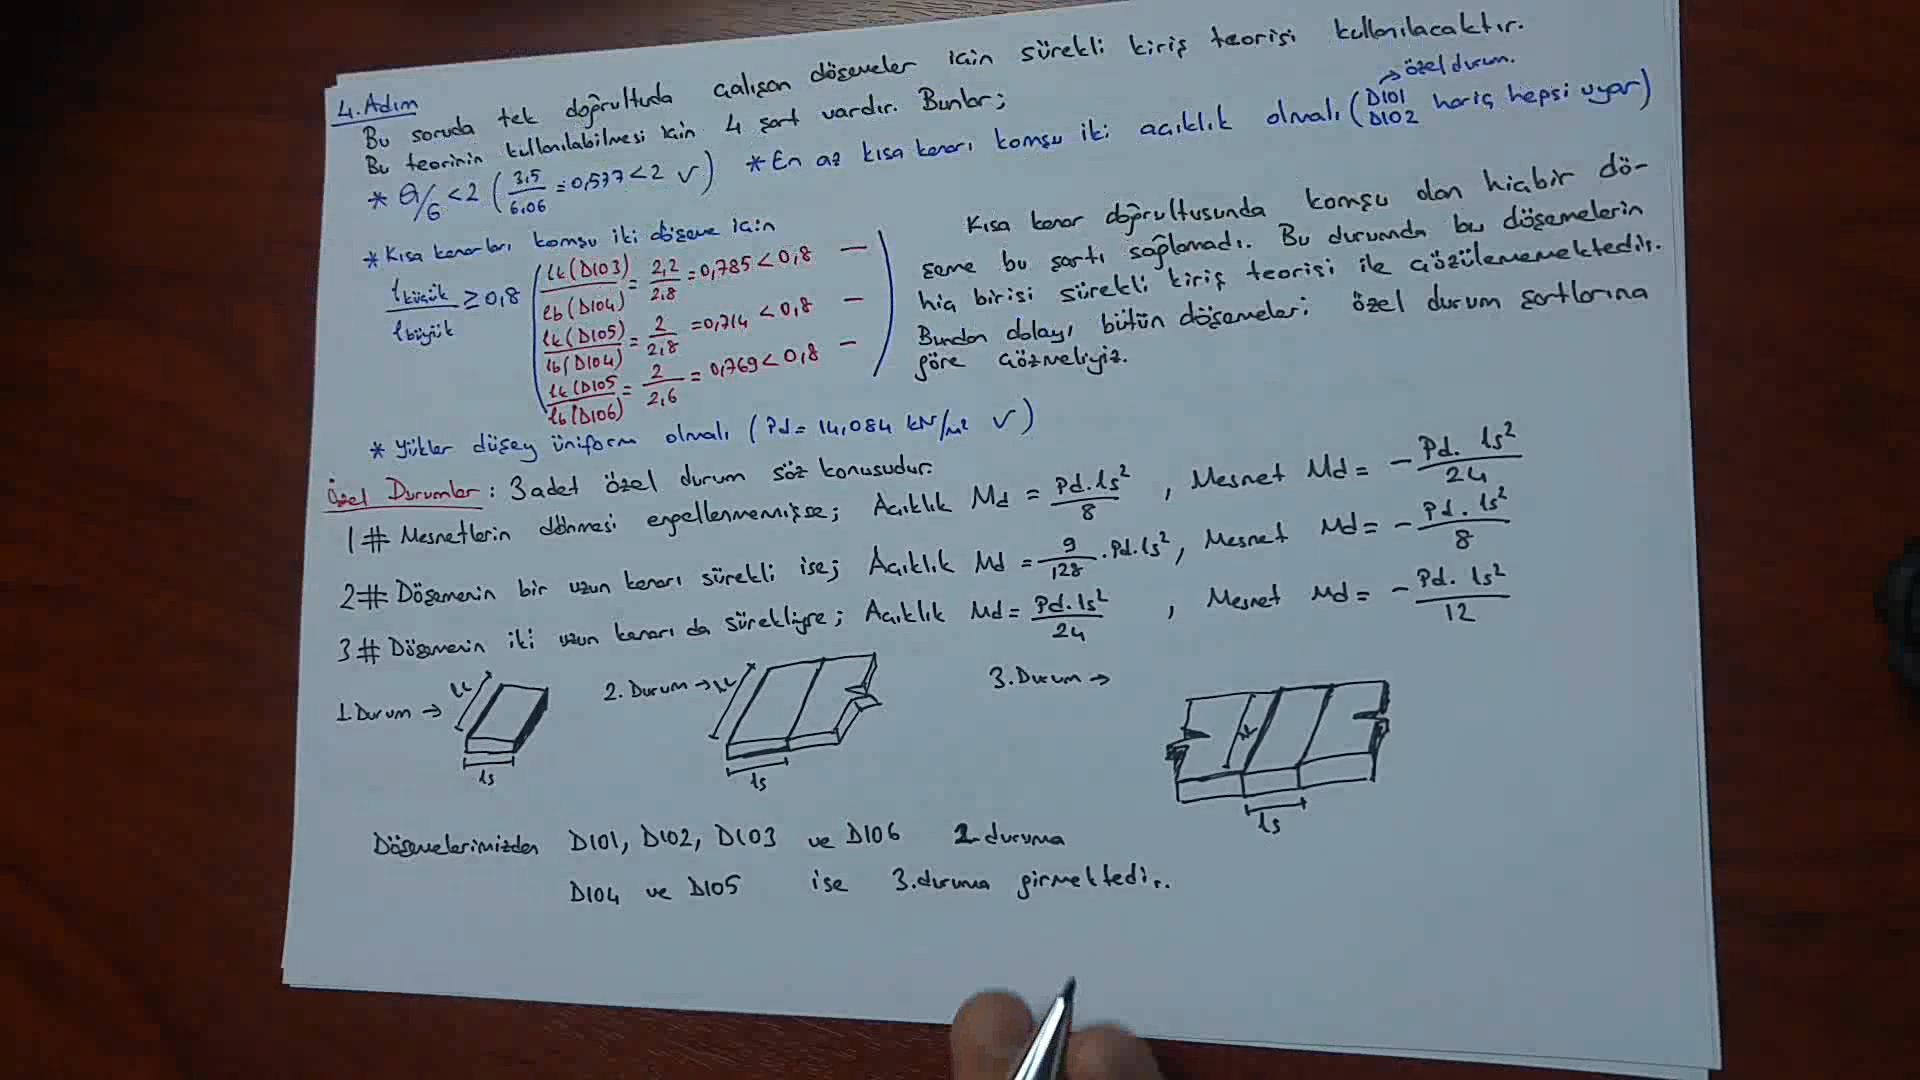 4. Adım
Bu soruda tek doğrultuda çalışan döşemeler için sürekli kiriş teorisi kullanılacaktır.
Bu teorinin kullanılabilmesi için 4 şart vardır. Bunlar;
* Q/G < 2 ( 3,5 / 6,06 = 0,577 < 2 √ ) * En az kısa kenarı komşu iki açıklık olmalı ( D101 D102 hariç hepsi uyar )
→ özel durum.
* Kısa kenarları komşu iki döşeme için
l küçük / l büyük ≥ 0,8
lk (D103) / lb (D104) = 2,2 / 2,8 = 0,785 < 0,8 —
lk (D105) / lb (D104) = 2 / 2,8 = 0,714 < 0,8 —
lk (D105 / lb (D106) = 2 / 2,6 = 0,769 < 0,8 —
Kısa kenar doğrultusunda komşu olan hiçbir dö-
şeme bu şartı sağlamadı. Bu durumda bu döşemelerin
hiç birisi sürekli kiriş teorisi ile çözülememektedir.
Bundan dolayı bütün döşemeleri özel durum şartlarına
göre çözmeliyiz.
* Yükler düşey üniform olmalı ( Pd = 14,084 kN/m² √ )
Özel Durumlar : 3 adet özel durum söz konusudur.
1 # Mesnetlerin dönmesi engellenmemişse; Açıklık Md = Pd.ls² / 8 , Mesnet Md = - Pd. ls² / 24
2 # Döşemenin bir uzun kenarı sürekli ise; Açıklık Md = 9 / 128 . Pd.ls² , Mesnet Md = - Pd. ls² / 8
3 # Döşemenin iki uzun kenarı da sürekliyse; Açıklık Md = Pd.ls² / 24 , Mesnet Md = - Pd. ls² / 12
1.Durum → ll ls
2. Durum → ll ls
3. Durum → ll ls
Döşemelerimizden D101, D102, D103 ve D106 2.duruma
D104 ve D105 ise 3.duruma girmektedir.